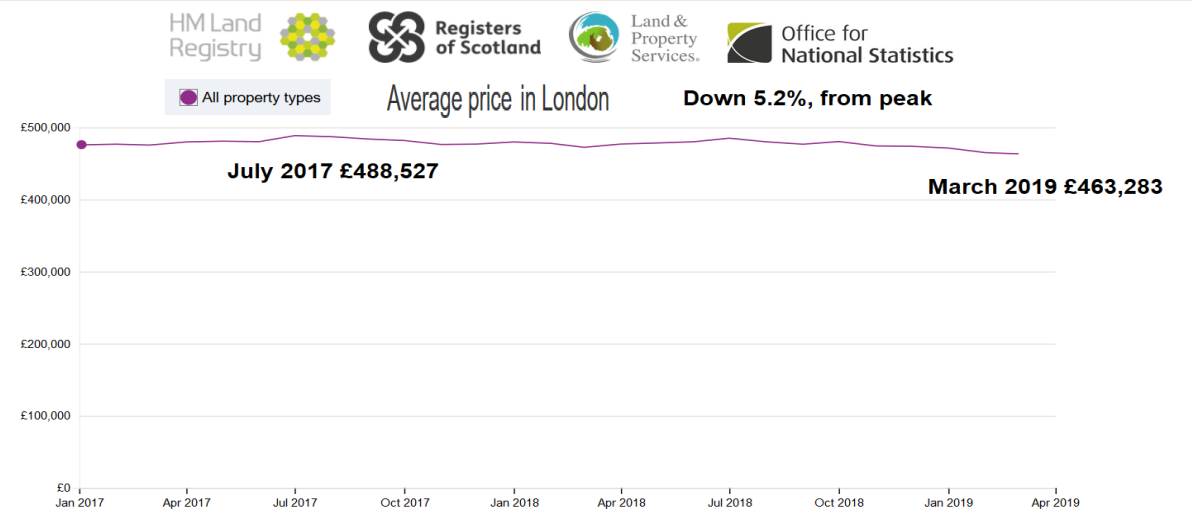 HM Land
Registry
Registers
of Scotland
Land &
Property
Services.
Office for
National Statistics
All property types
Average price in London
Down 5.2%, from peak
£500,000
July 2017 £488,527
March 2019 £463,283
£400,000
£300,000
£200,000
£100,000
£0
Jan 2017 Apr 2017 Jul 2017 Oct 2017 Jan 2018 Apr 2018 Jul 2018 Oct 2018 Jan 2019 Apr 2019